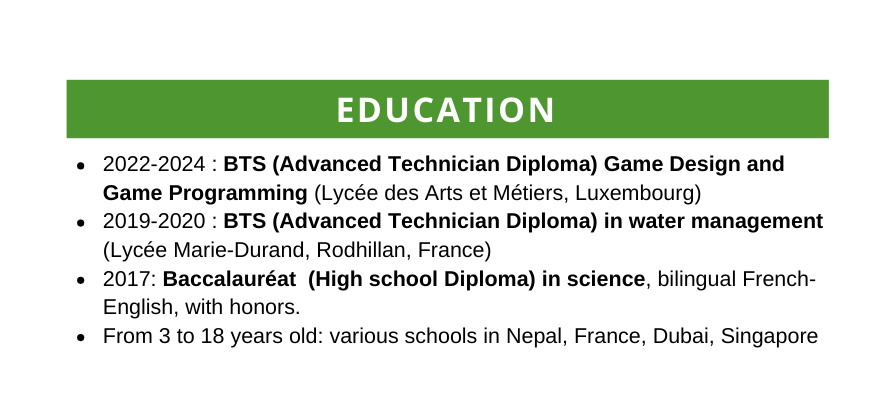 EDUCATION
• 2022-2024 : BTS (Advanced Technician Diploma) Game Design and
Game Programming (Lycée des Arts et Métiers, Luxembourg)
• 2019-2020 : BTS (Advanced Technician Diploma) in water management
(Lycée Marie-Durand, Rodhillan, France)
• 2017: Baccalauréat  (High school Diploma) in science, bilingual French-
English, with honors.
• From 3 to 18 years old: various schools in Nepal, France, Dubai, Singapore